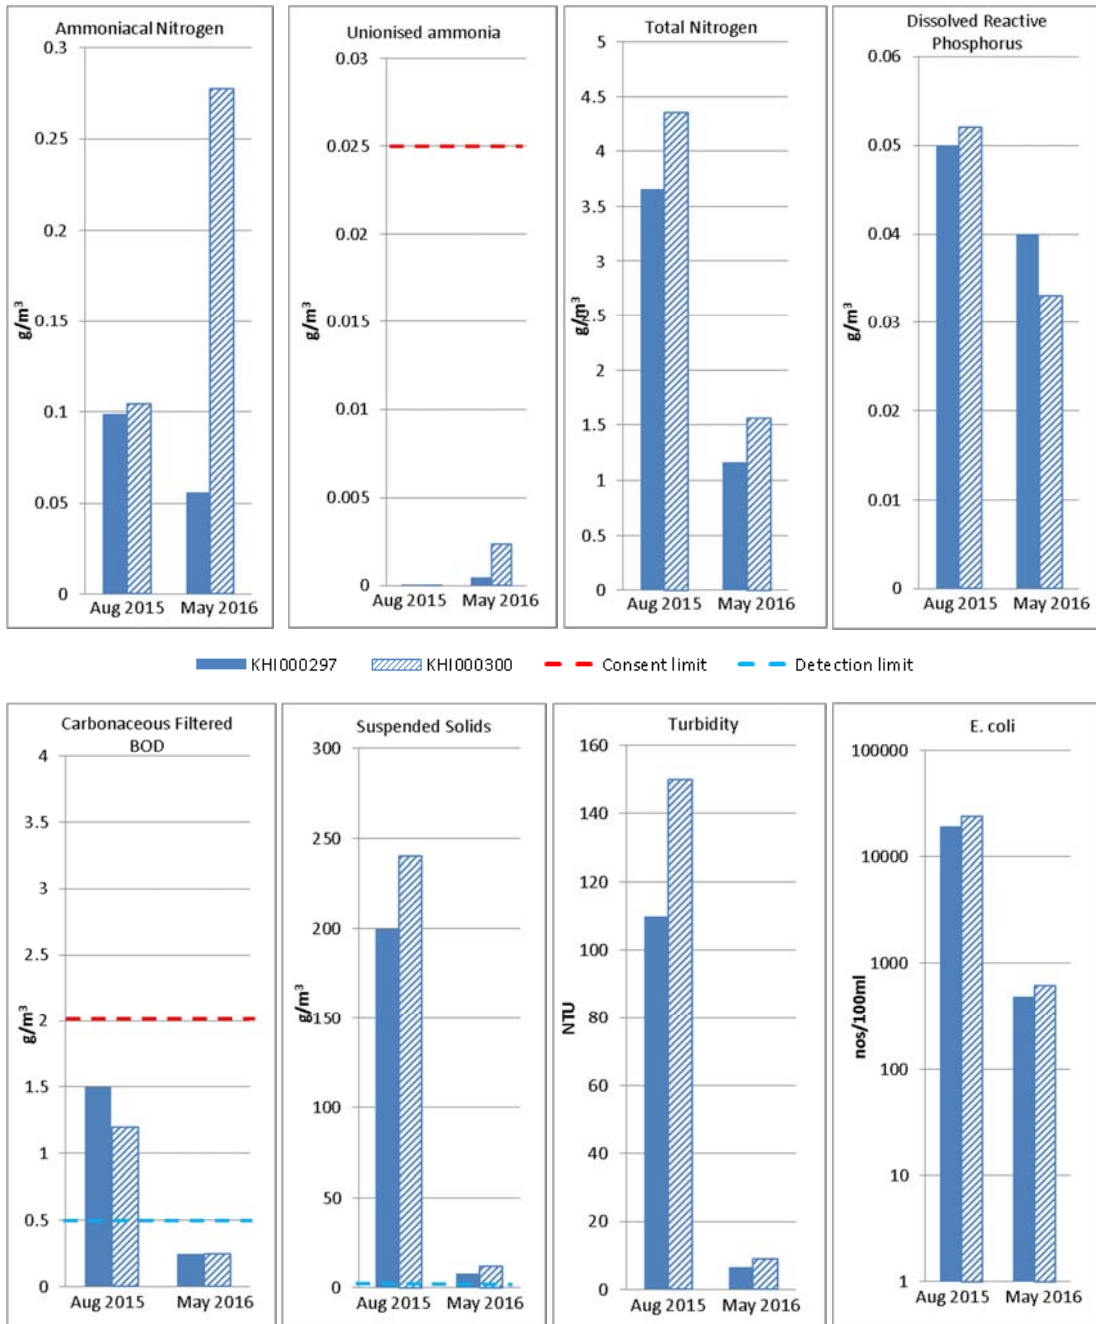 Ammoniacal Nitrogen
0.3
0.25
0.2
0.15
0.1
0.05
0
g/m³
Aug 2015 May 2016
Unionised ammonia
0.03
0.025
0.02
0.015
0.01
0.005
0
g/m³
Aug 2015 May 2016
Total Nitrogen
5
4.5
4
3.5
3
2.5
2
1.5
1
0.5
0
g/m³
Aug 2015 May 2016
Dissolved Reactive
Phosphorus
0.06
0.05
0.04
0.03
0.02
0.01
0
g/m³
Aug 2015 May 2016
KHI000297 KHI000300 Consent limit Detection limit
Carbonaceous Filtered
BOD
4
3.5
3
2.5
2
1.5
1
0.5
0
g/m³
Aug 2015 May 2016
Suspended Solids
300
250
200
150
100
50
0
g/m³
Aug 2015 May 2016
Turbidity
160
140
120
100
80
60
40
20
0
NTU
Aug 2015 May 2016
E. coli
100000
10000
1000
100
10
1
nos/100ml
Aug 2015 May 2016